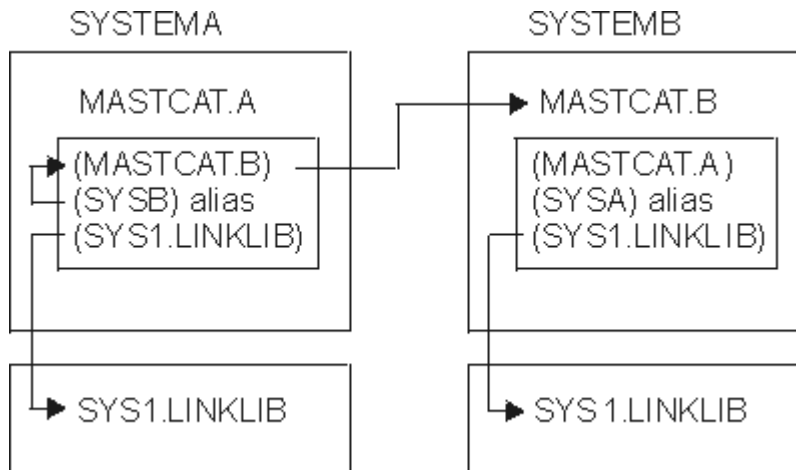 SYSTEMA
MASTCAT.A
(MASTCAT.B)
(SYSB) alias
(SYS1.LINKLIB)
SYS1.LINKLIB
SYSTEMB
MASTCAT.B
(MASTCAT.A)
(SYSA) alias
(SYS1.LINKLIB)
SYS1.LINKLIB